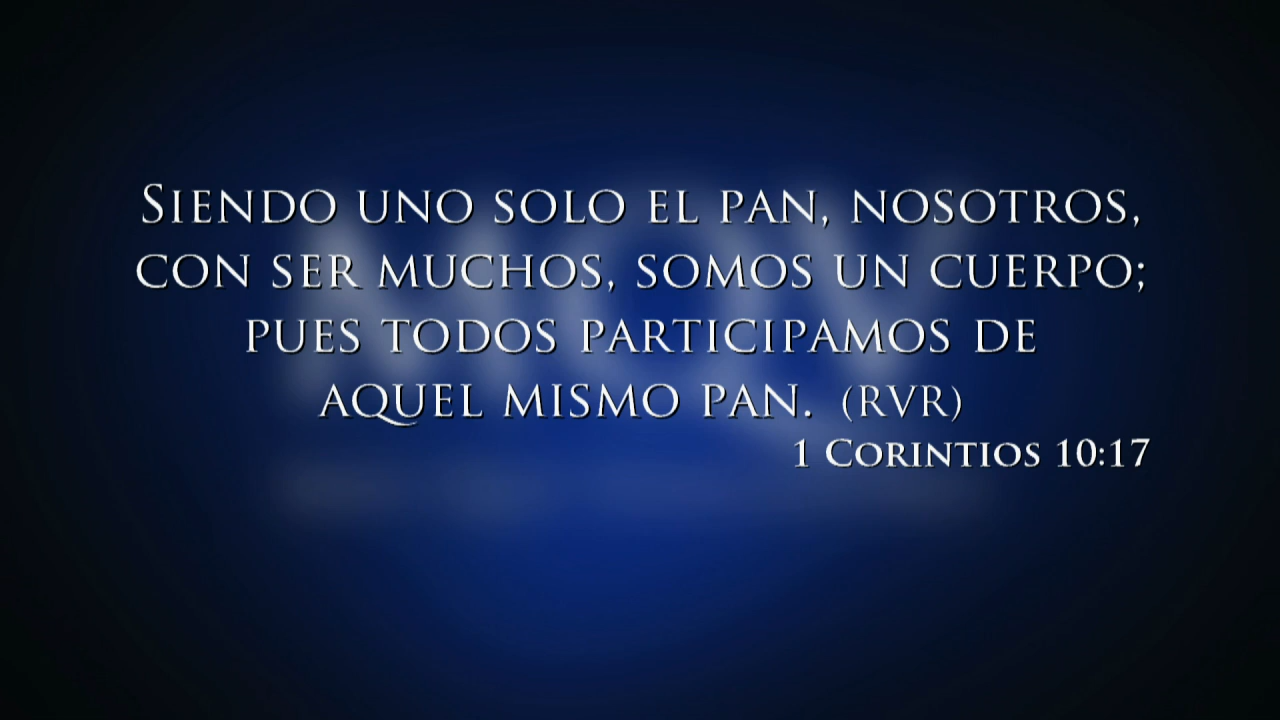 Siendo uno solo el pan, nosotros,
con ser muchos, somos un cuerpo;
pues todos participamos de
aquel mismo pan. (RVR)
1 Corintios 10:17